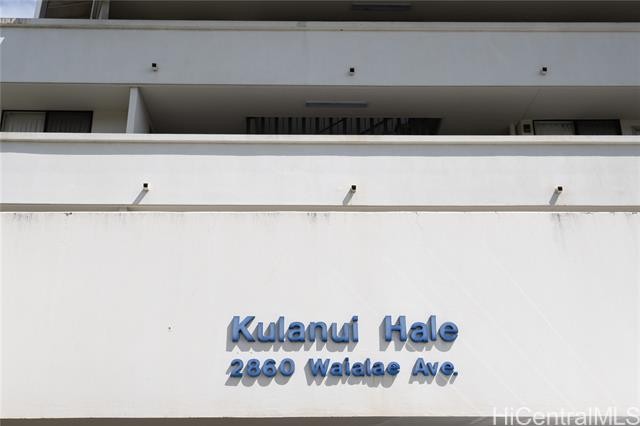 Kulanui Hale
2860 Waialae Ave.
HiCentralMLS